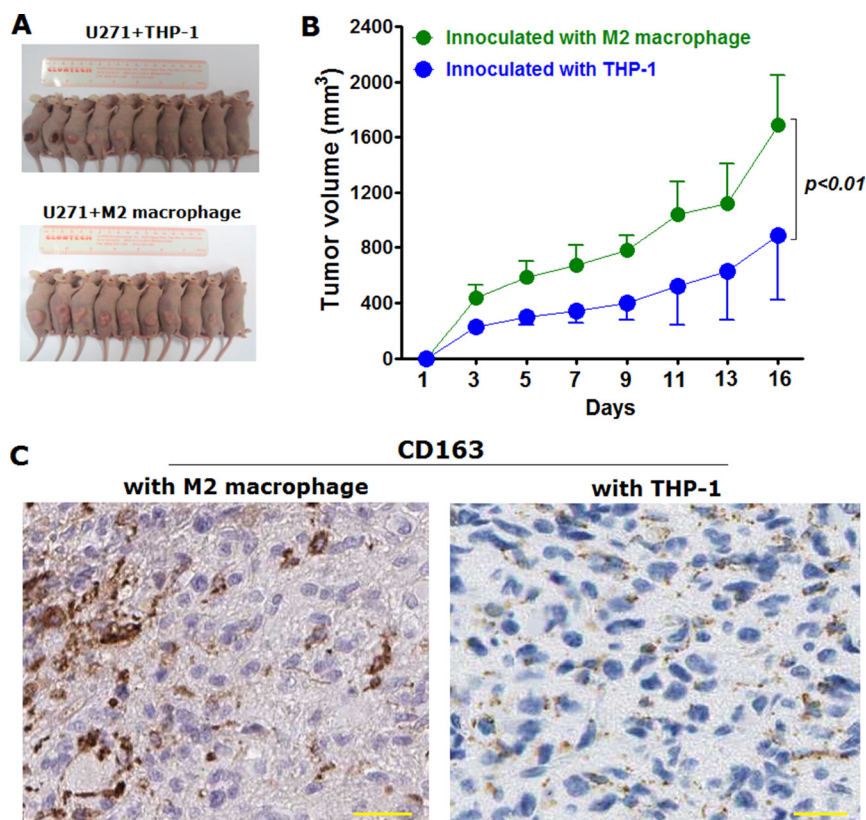 A
U271+THP-1
CLONTECH
U271+M2 macrophage
CLONTECH
B
Innoculated with M2 macrophage
Innoculated with THP-1
Tumor volume (mm³)
2400
1600
1200
800
400
0
1 3 5 7 9 11 13 16
Days
p<0.01
C
CD163
with M2 macrophage
with THP-1